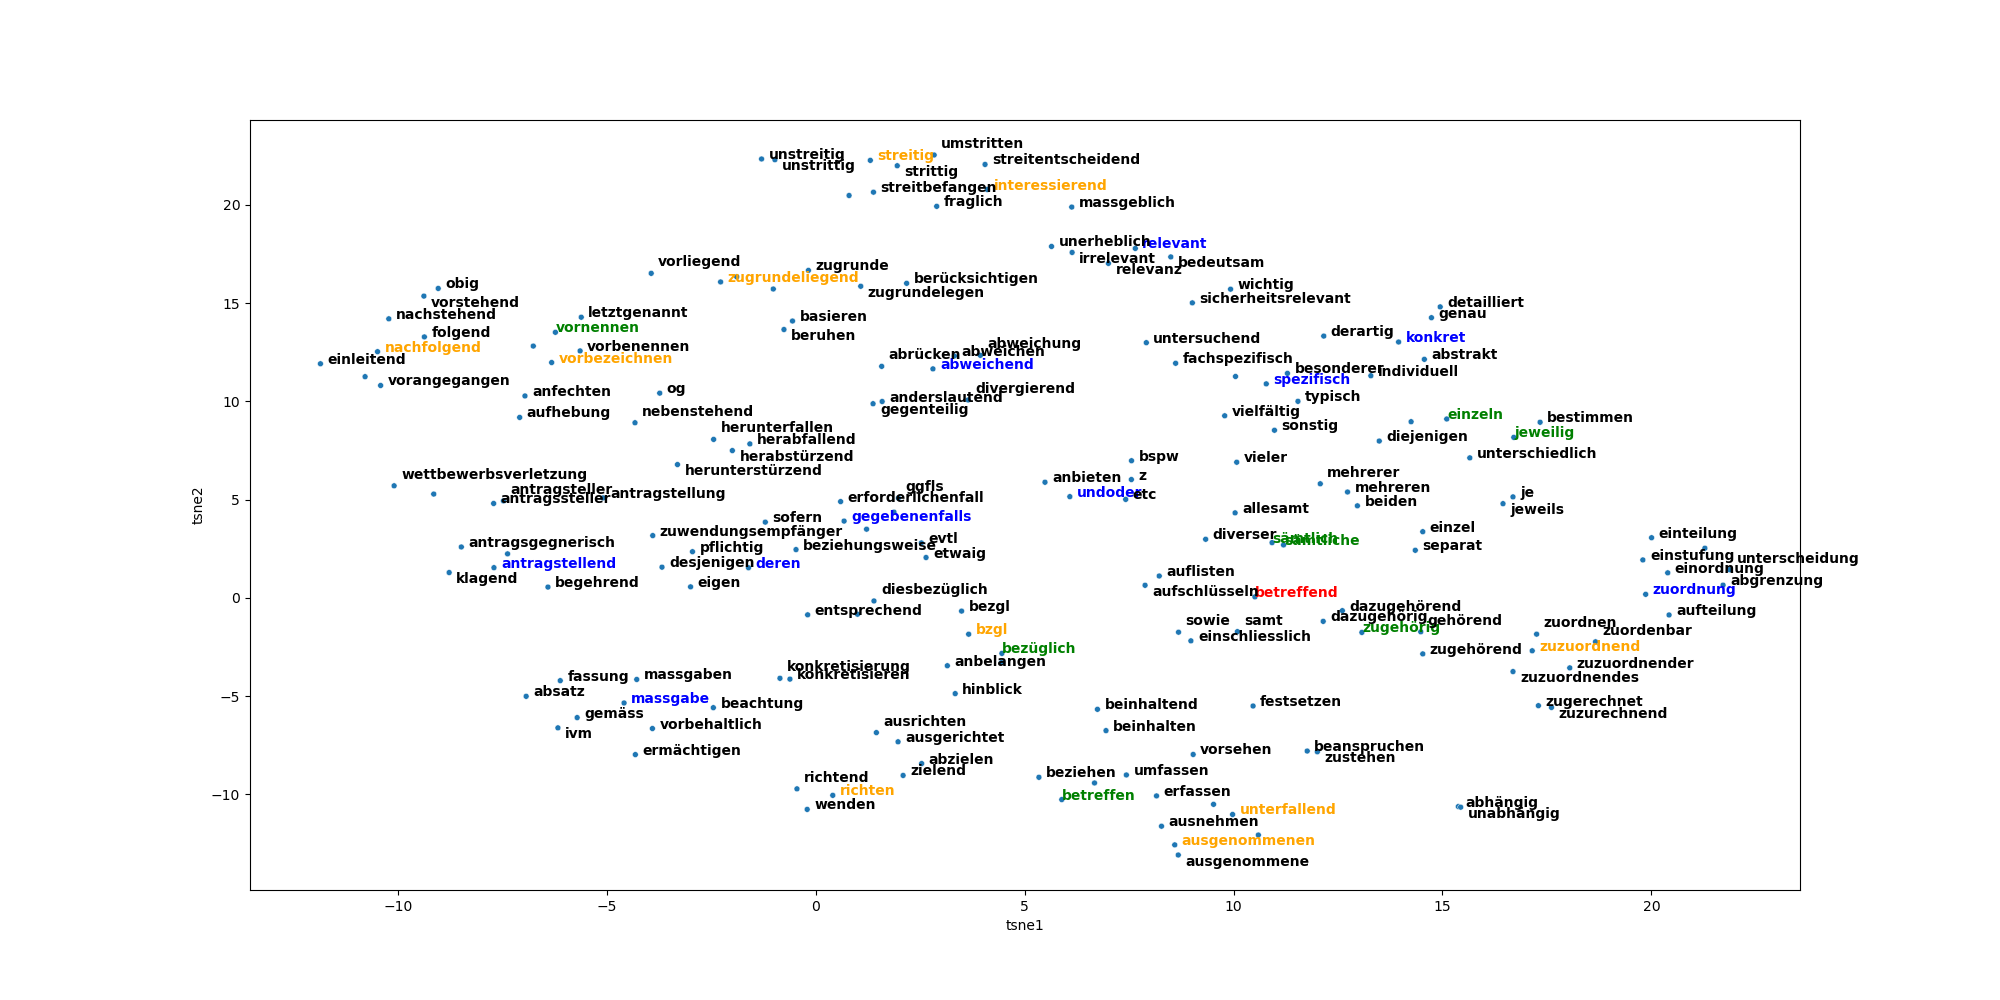 umstritten
unstreitig
streitig
streitentscheidend
unstrittig
strittig
interessierend
streitbefangen
fraglich
massgeblich
unerheblich
relevant
irrelevant
bedeutsam
relevanz
vorliegend
zugrunde
zugrundeliegend
berücksichtigen
zugrundelegen
obig
vorstehend
nachstehend
folgend
nachfolgend
einleitend
vorangegangen
letztgenannt
vornennen
vorbenennen
vorbezeichnen
basieren
beruhen
wichtig
sicherheitsrelevant
detailliert
genau
derartig
konkret
untersuchend
abweichung
abweichen
abrücken
abweichend
fachspezifisch
abstrakt
besonderer
individuell
spezifisch
typisch
divergierend
anderslautend
gegenteilig
anfechten
og
aufhebung
nebenstehend
vielfältig
sonstig
einzeln
bestimmen
jeweilig
diejenigen
unterschiedlich
herunterfallen
herabfallend
herabstürzend
herunterstürzend
bspw
vieler
wettbewerbsverletzung
antragsteller
antragssteller
antragstellung
ggfls
erforderlichenfall
anbieten
z
undoder
etc
mehrerer
mehreren
beiden
je
jeweils
allesamt
gegebenenfalls
sofern
zuwendungsempfänger
pflichtig
beziehungsweise
evtl
etwaig
desjenigen
deren
eigen
einzel
separat
diverser
sämtlich
sämtliche
einteilung
einstufung
unterscheidung
einordnung
abgrenzung
zuordnung
aufteilung
antragsgegnerisch
antragstellend
klagend
begehrend
auflisten
aufschlüsseln
betreffend
diesbezüglich
entsprechend
bezgl
bzgl
bezüglich
anbelangen
hinblick
dazugehörend
dazugehörig
gehörend
zugehörig
zugehörend
sowie
samt
einschliesslich
zuordnen
zuordenbar
zuzuordnend
zuzuordnender
zuzuordnendes
zugerechnet
zuzurechnend
konkretisierung
konkretisieren
fassung
massgaben
absatz
massgabe
beachtung
gemäss
vorbehaltlich
ivm
ermächtigen
ausrichten
ausgerichtet
abzielen
zielend
beinhaltend
beinhalten
festsetzen
vorsehen
beanspruchen
zustehen
richtend
richten
wenden
beziehen
umfassen
betreffen
erfassen
unterfallend
ausnehmen
ausgenommenen
ausgenommene
abhängig
unabhängig
20
15
10
5
0
−5
−10
tsne2
−10
−5
0
5
10
15
20
tsne1